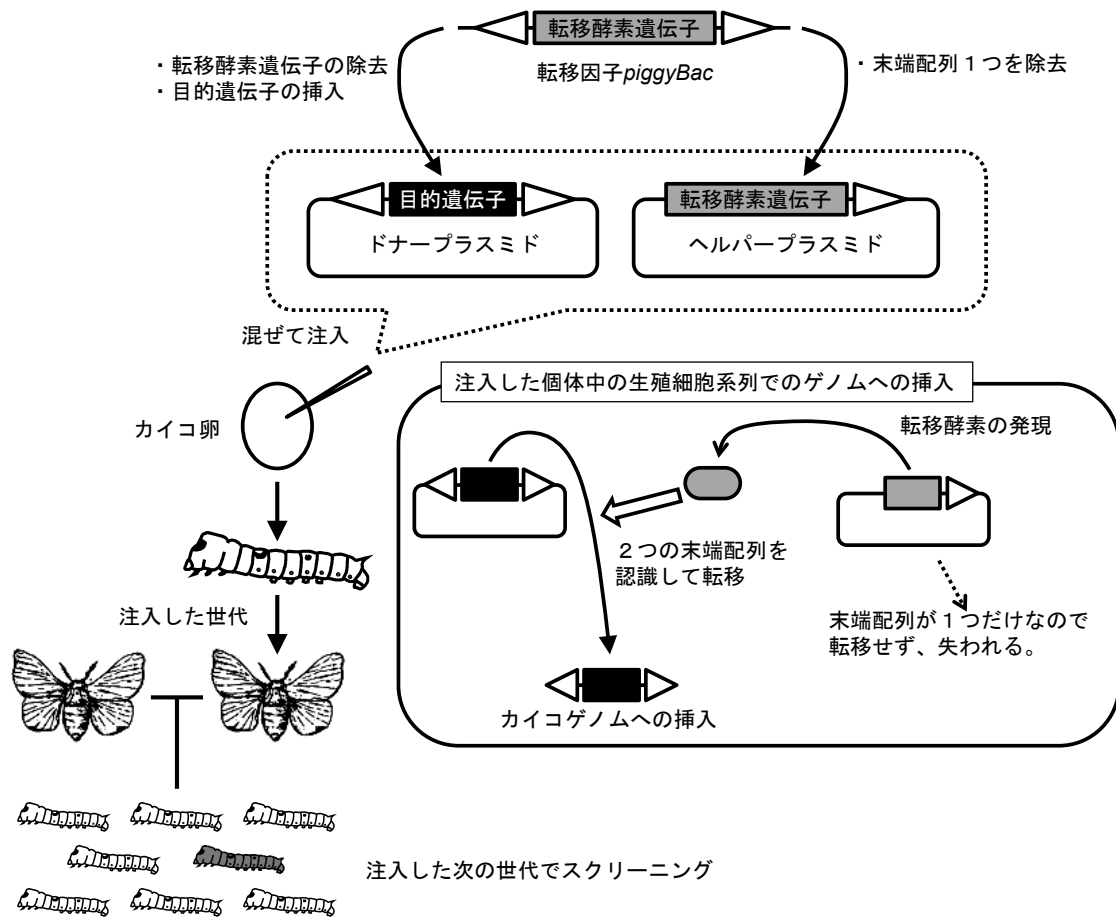 転移酵素遺伝子
転移因子piggyBac
・転移酵素遺伝子の除去
・目的遺伝子の挿入
・末端配列１つを除去
目的遺伝子
ドナープラスミド
転移酵素遺伝子
ヘルパープラスミド
混ぜて注入
カイコ卵
注入した個体中の生殖細胞系列でのゲノムへの挿入
転移酵素の発現
２つの末端配列を
認識して転移
末端配列が１つだけなので
転移せず、失われる。
カイコゲノムへの挿入
注入した世代
注入した次の世代でスクリーニング